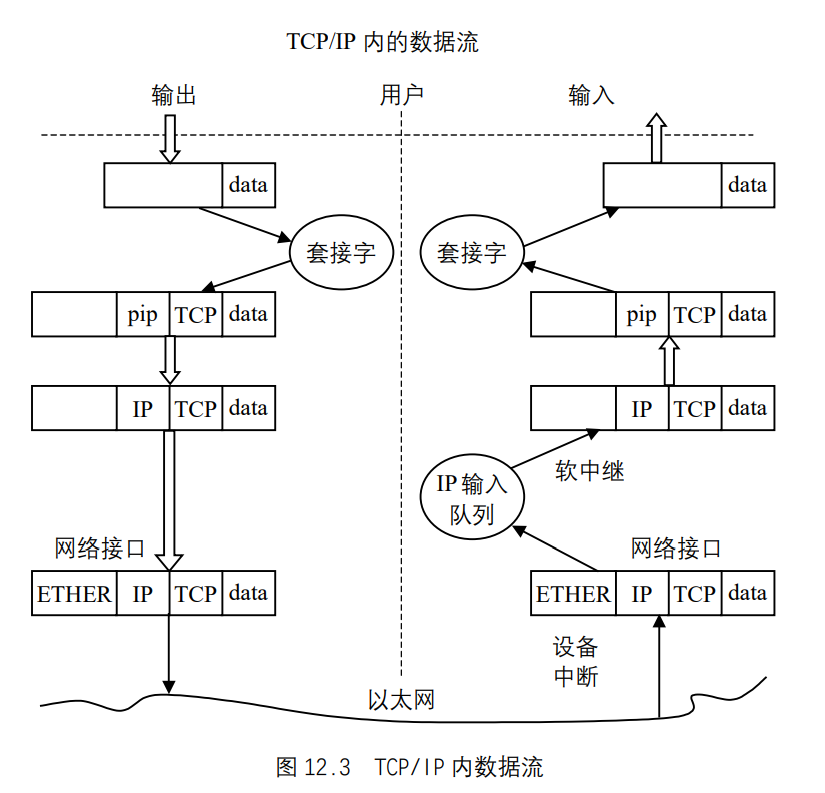 TCP/IP 内的数据流
输出 用户 输入
data data
套接字 套接字
pip TCP data pip TCP data
IP TCP data IP TCP data
软中继
IP 输入
队列
网络接口 网络接口
ETHER IP TCP data ETHER IP TCP data
设备
中断
以太网
图 12.3 TCP/IP 内数据流